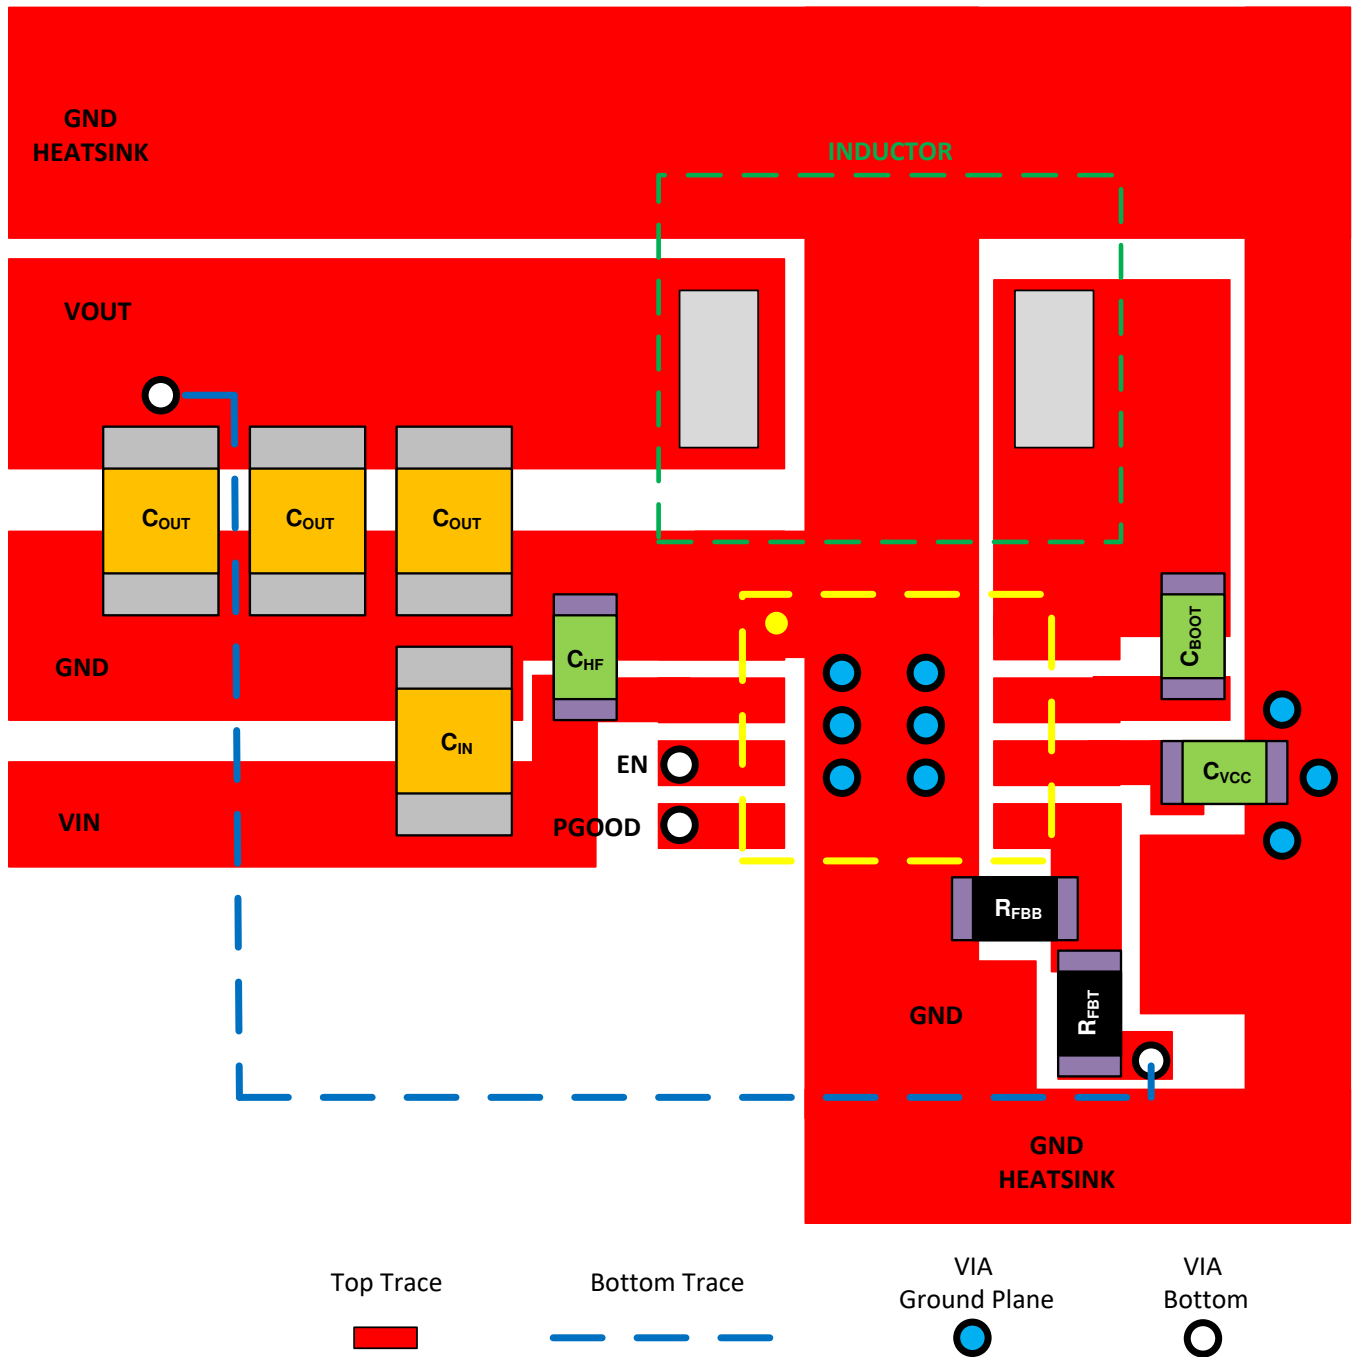 GND
HEATSINK
INDUCTOR
VOUT
COUT
COUT
COUT
GND
CHF
CBOOT
CIN
EN
CVCC
VIN
PGOOD
RFBB
GND
RFBT
GND
HEATSINK
Top Trace
Bottom Trace
VIA
Ground Plane
VIA
Bottom